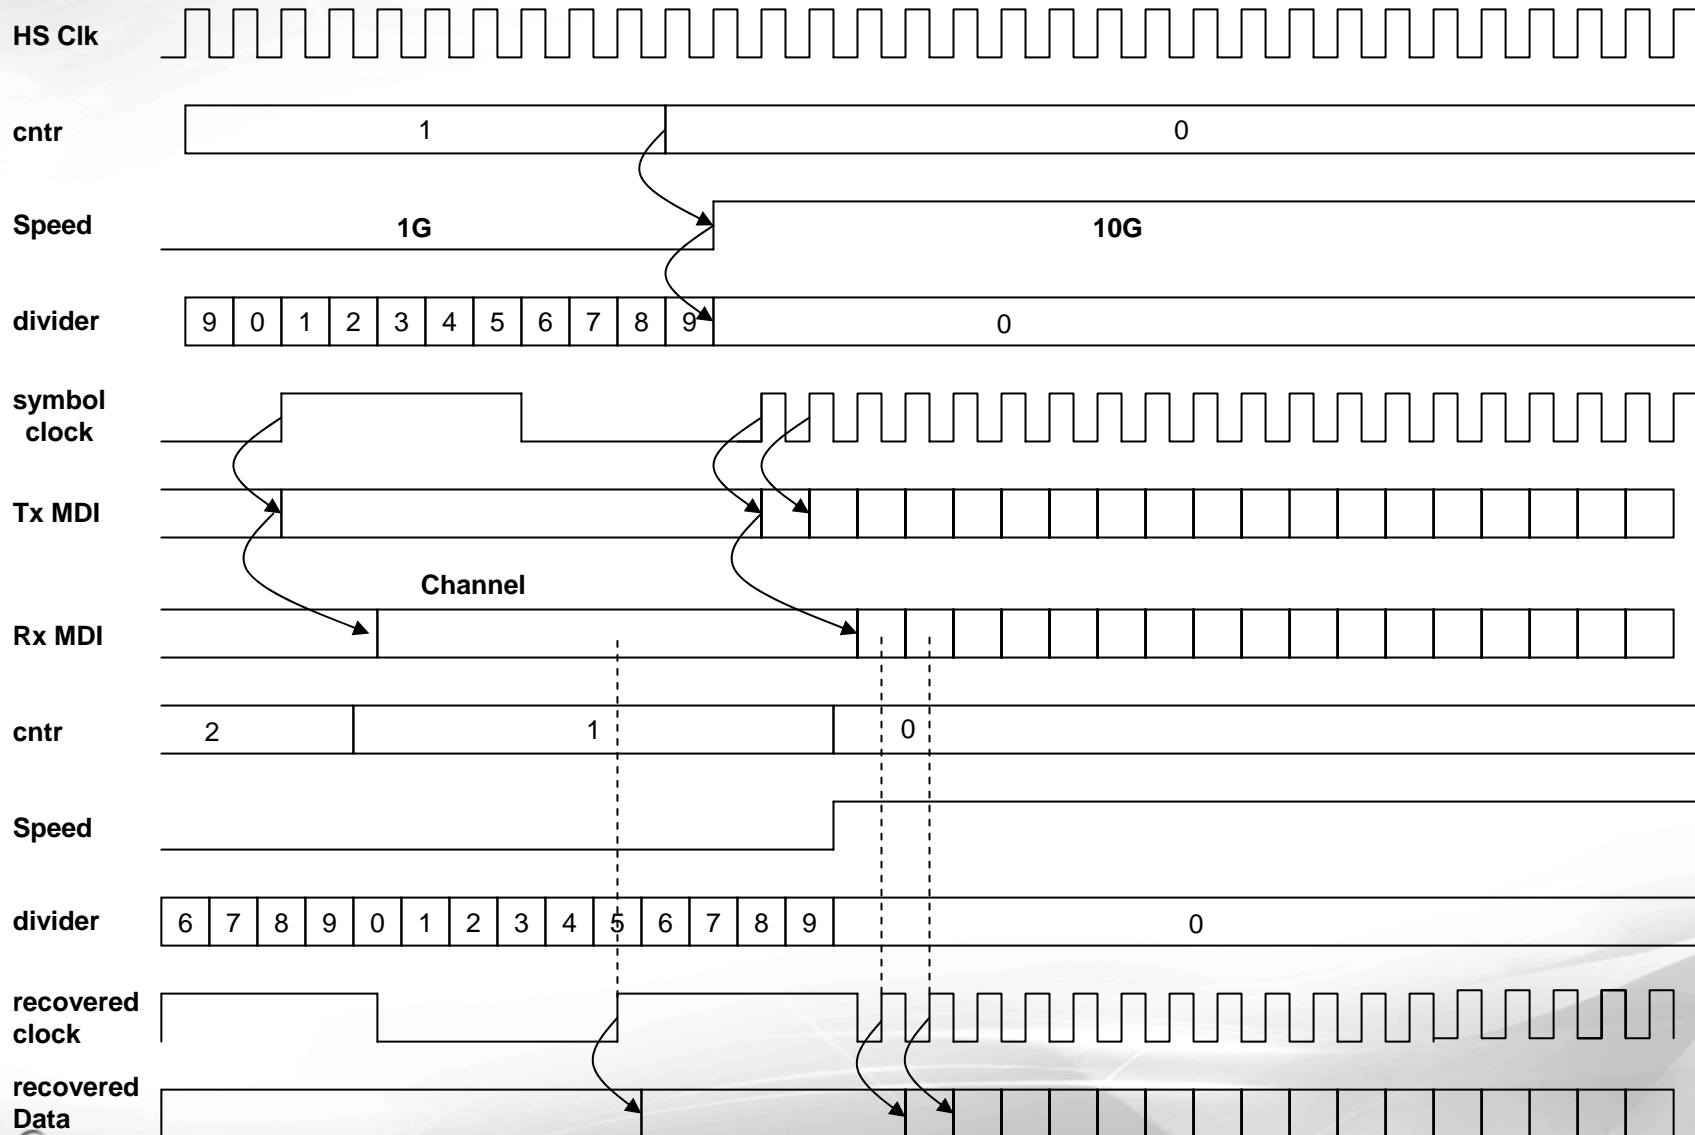 HS Clk
cntr
1 0
Speed
1G 10G
divider
9 0 1 2 3 4 5 6 7 8 9 0
symbol
clock
Tx MDI
Channel
Rx MDI
cntr
2 1 0
Speed
divider
6 7 8 9 0 1 2 3 4 5 6 7 8 9 0
recovered
clock
recovered
Data